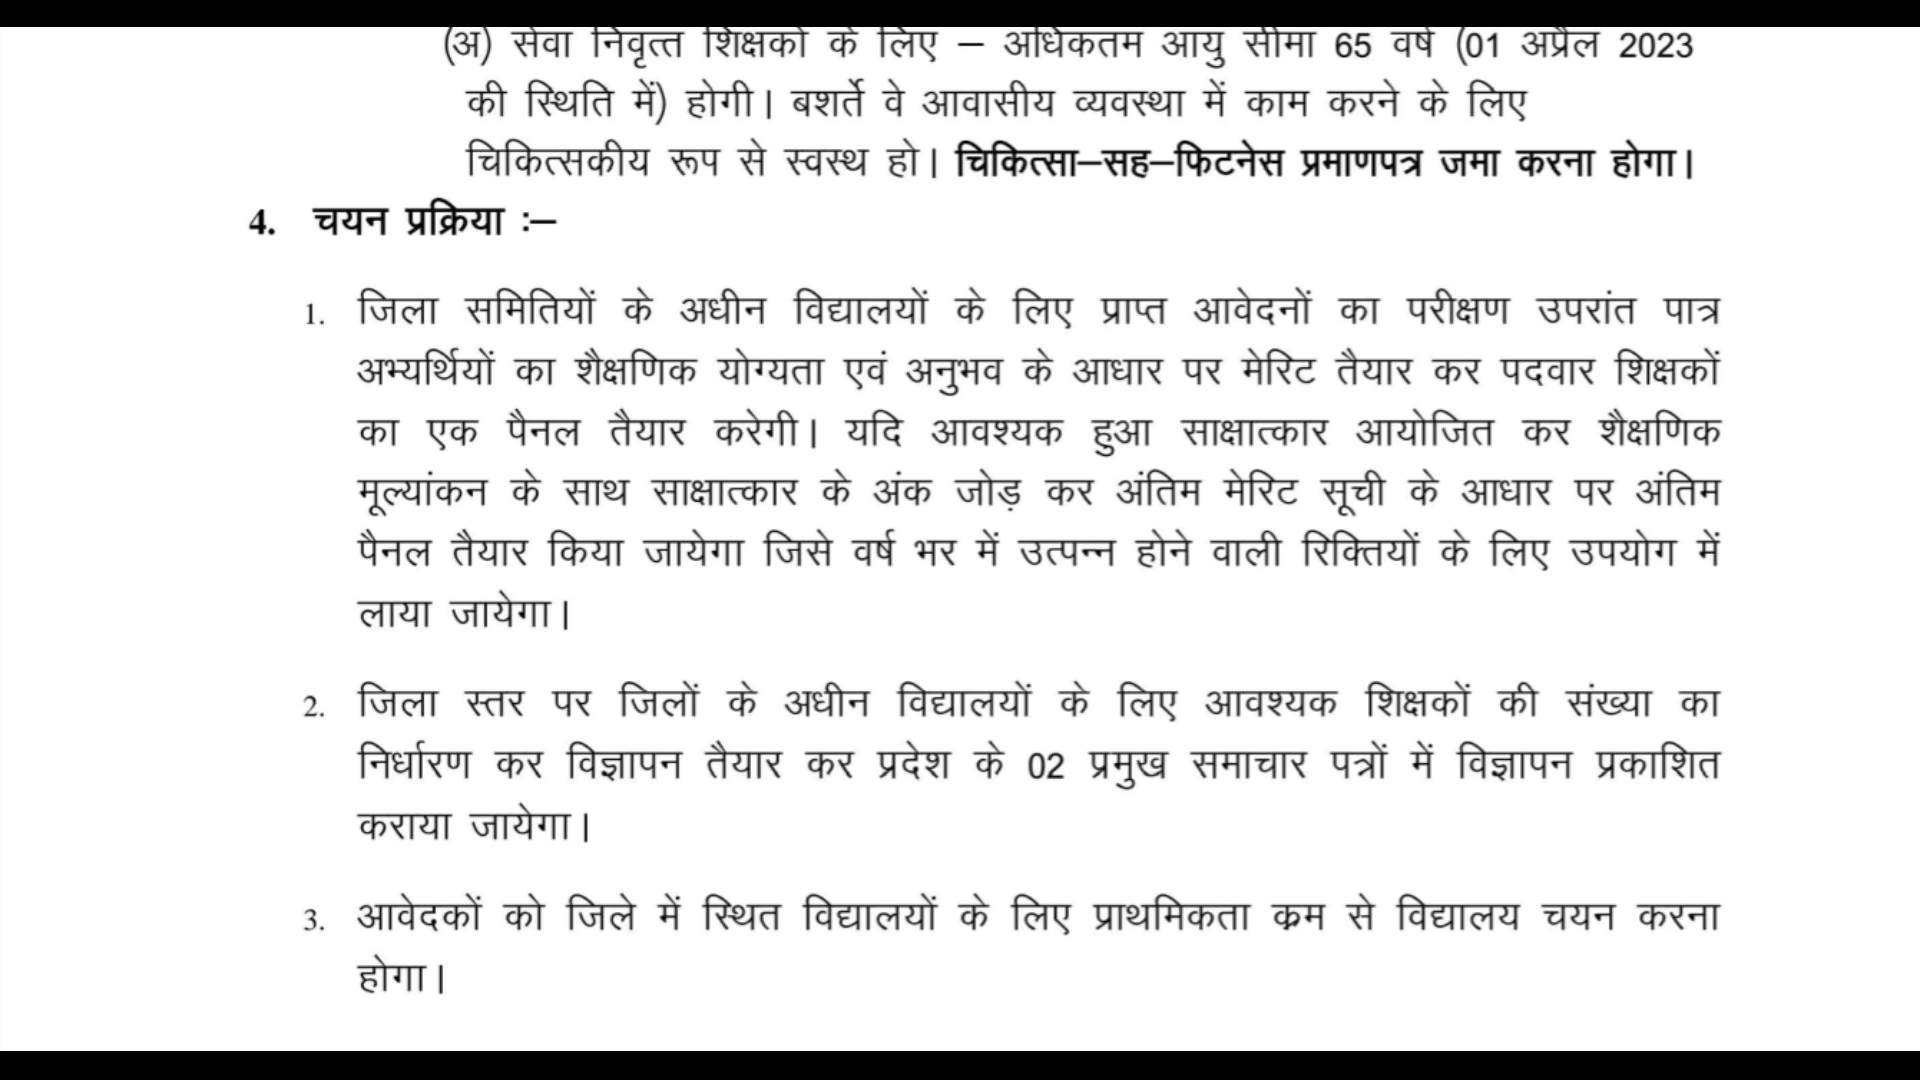 (अ) सेवा निवृत्त शिक्षकों के लिए – अधिकतम आयु सीमा 65 वर्ष (01 अप्रैल 2023
की स्थिति में) होगी। बशर्ते वे आवासीय व्यवस्था में काम करने के लिए
चिकित्सकीय रूप से स्वस्थ हो। चिकित्सा–सह–फिटनेस प्रमाणपत्र जमा करना होगा।
4. चयन प्रक्रिया :–
1. जिला समितियों के अधीन विद्यालयों के लिए प्राप्त आवेदनों का परीक्षण उपरांत पात्र
अभ्यर्थियों का शैक्षणिक योग्यता एवं अनुभव के आधार पर मेरिट तैयार कर पदवार शिक्षकों
का एक पैनल तैयार करेगी। यदि आवश्यक हुआ साक्षात्कार आयोजित कर शैक्षणिक
मूल्यांकन के साथ साक्षात्कार के अंक जोड़ कर अंतिम मेरिट सूची के आधार पर अंतिम
पैनल तैयार किया जायेगा जिसे वर्ष भर में उत्पन्न होने वाली रिक्तियों के लिए उपयोग में
लाया जायेगा।
2. जिला स्तर पर जिलों के अधीन विद्यालयों के लिए आवश्यक शिक्षकों की संख्या का
निर्धारण कर विज्ञापन तैयार कर प्रदेश के 02 प्रमुख समाचार पत्रों में विज्ञापन प्रकाशित
कराया जायेगा।
3. आवेदकों को जिले में स्थित विद्यालयों के लिए प्राथमिकता क्रम से विद्यालय चयन करना
होगा।